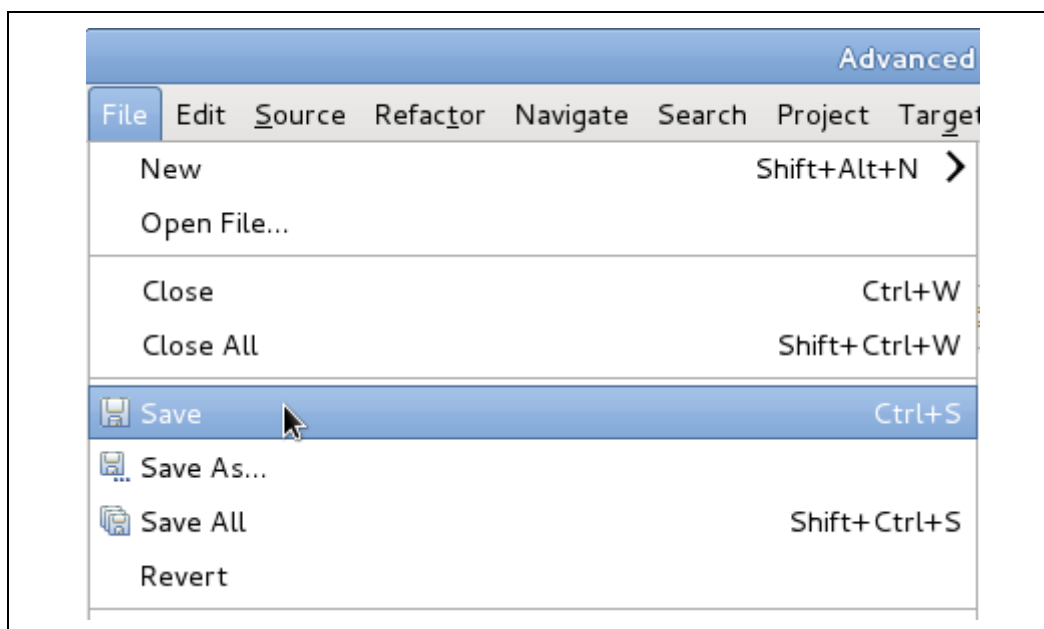 Advanced
File Edit Source Refactor Navigate Search Project Target
New Shift+Alt+N
Open File...
Close Ctrl+W
Close All Shift+Ctrl+W
Save Ctrl+S
Save As...
Save All Shift+Ctrl+S
Revert